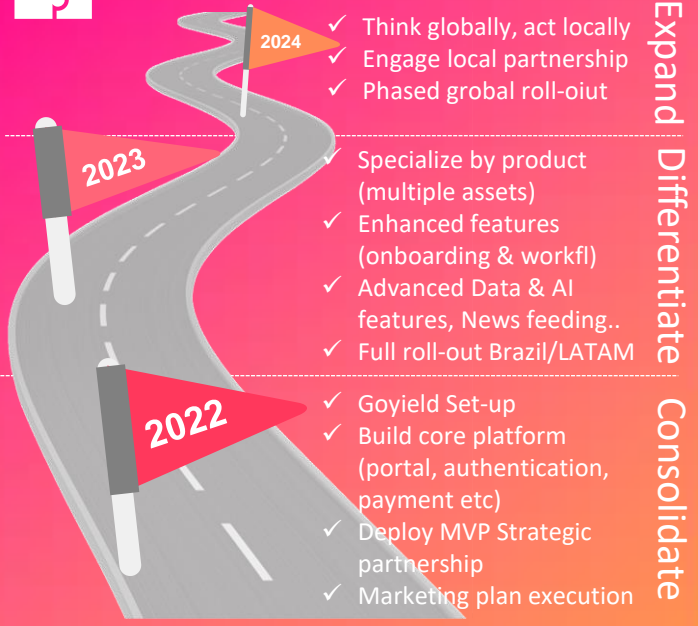 2024
✓ Think globally, act locally
✓ Engage local partnership
✓ Phased grobal roll-oiut
Expand
2023
✓ Specialize by product
(multiple assets)
✓ Enhanced features
(onboarding & workfl)
✓ Advanced Data & AI
features, News feeding..
✓ Full roll-out Brazil/LATAM
Differentiate
2022
✓ Goyield Set-up
✓ Build core platform
(portal, authentication,
payment etc)
✓ Deploy MVP Strategic
partnership
✓ Marketing plan execution
Consolidate